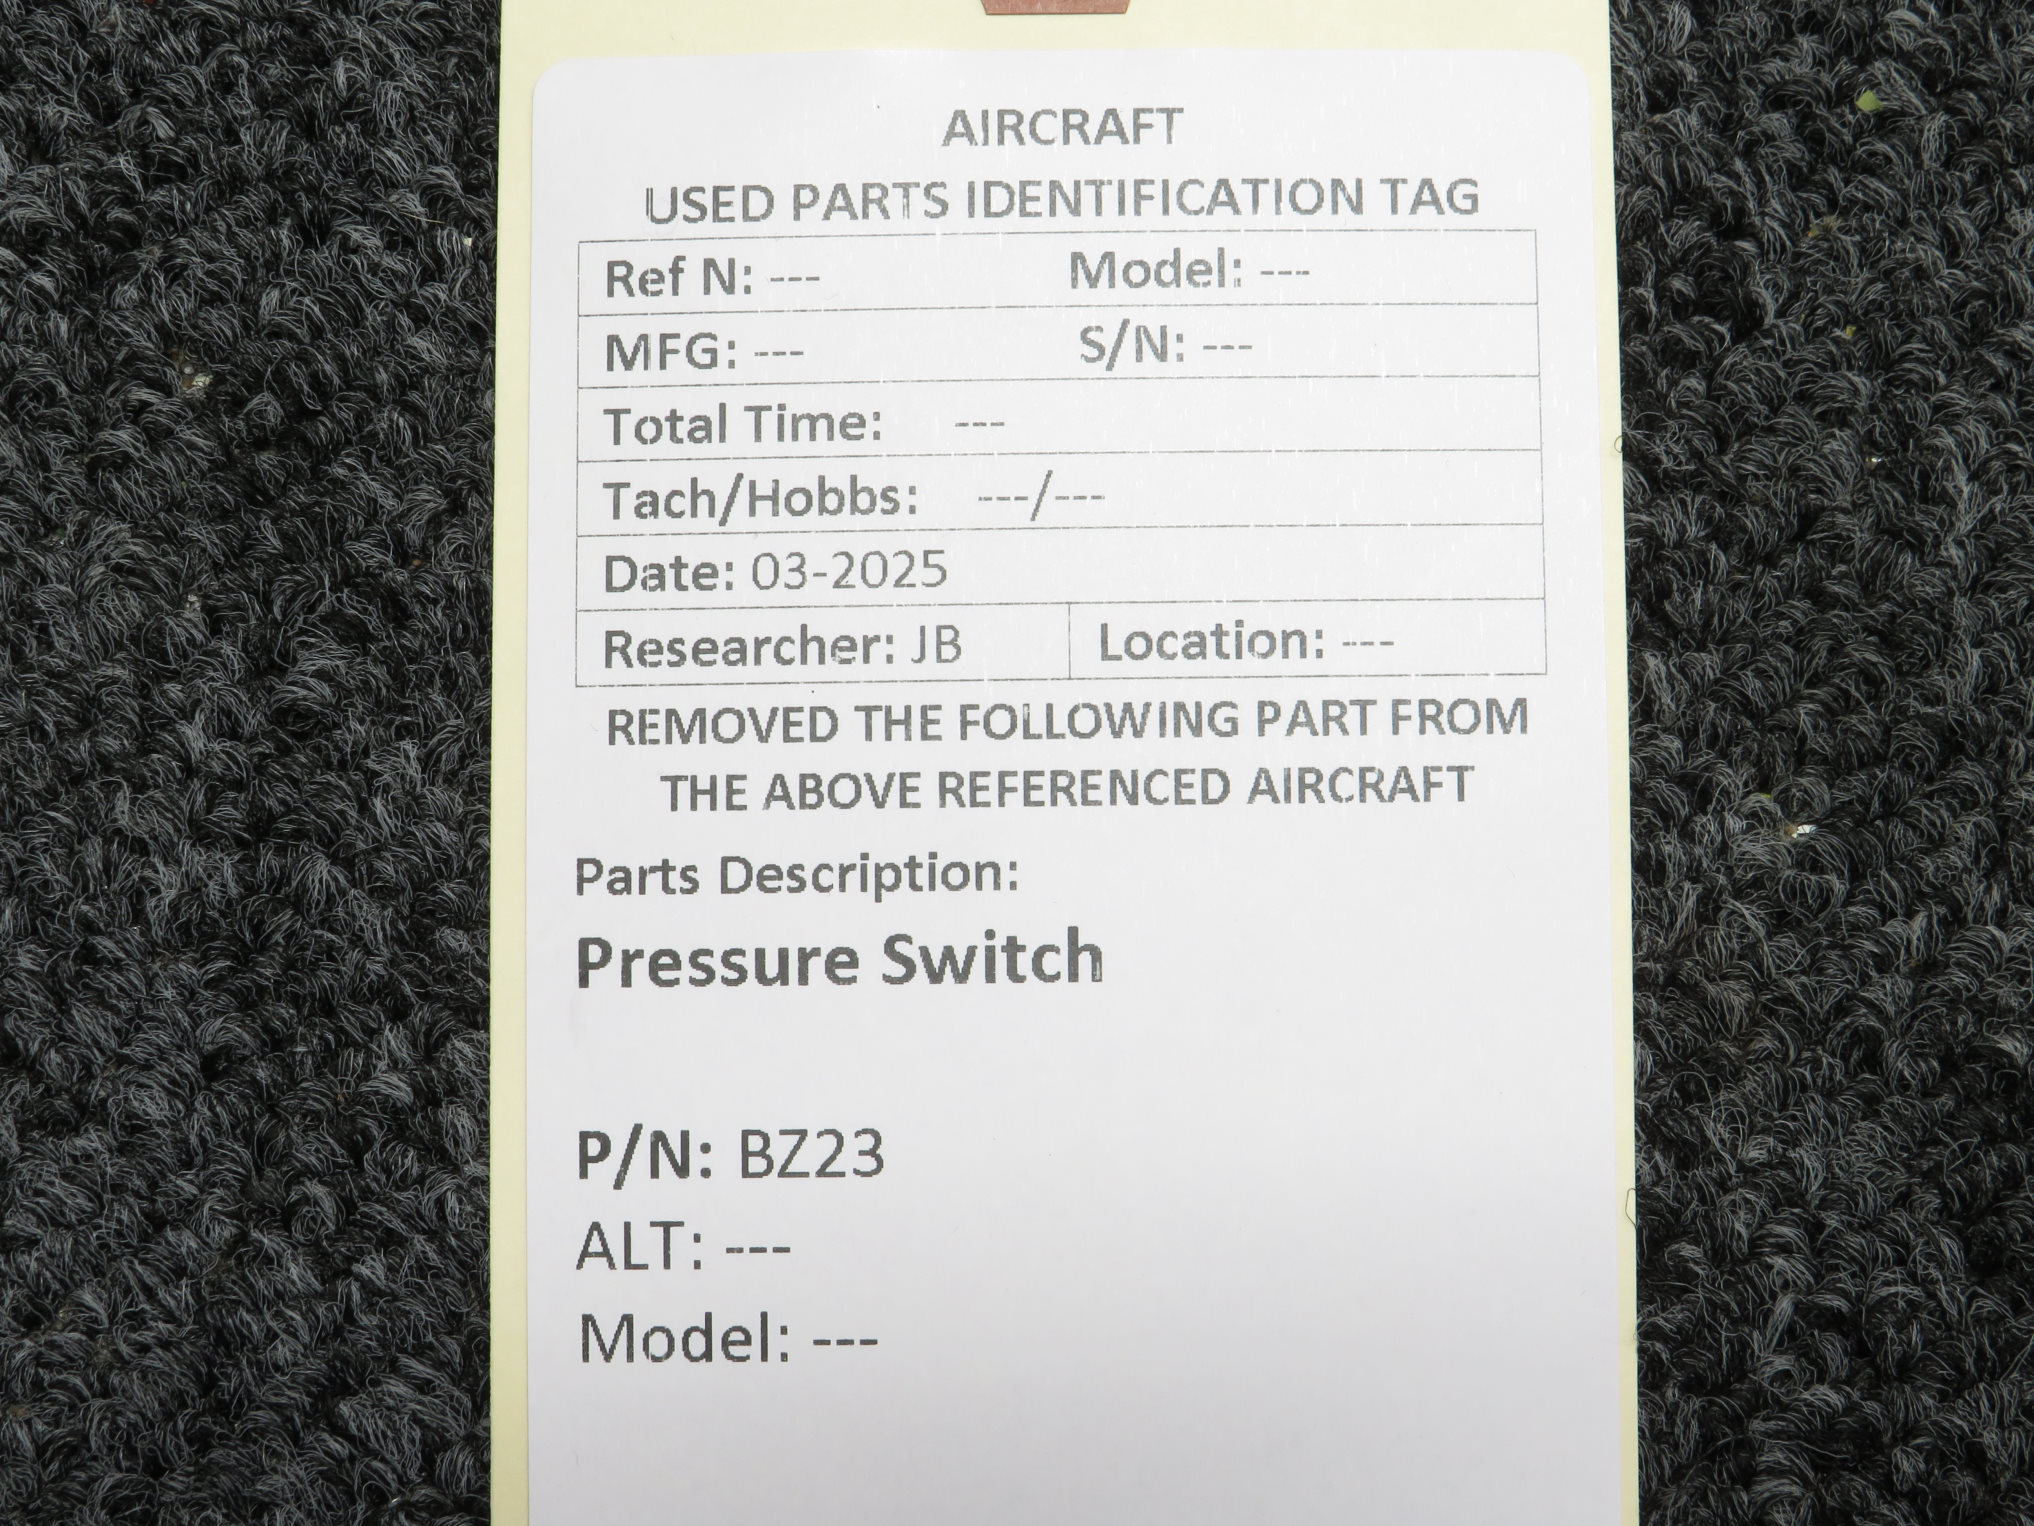 AIRCRAFT
USED PARTS IDENTIFICATION TAG
Ref N: --- Model: ---
MFG: --- S/N: ---
Total Time: ---
Tach/Hobbs: ---/---
Date: 03-2025
Researcher: JB Location: ---
REMOVED THE FOLLOWING PART FROM
THE ABOVE REFERENCED AIRCRAFT
Parts Description:
Pressure Switch
P/N: BZ23
ALT: ---
Model: ---